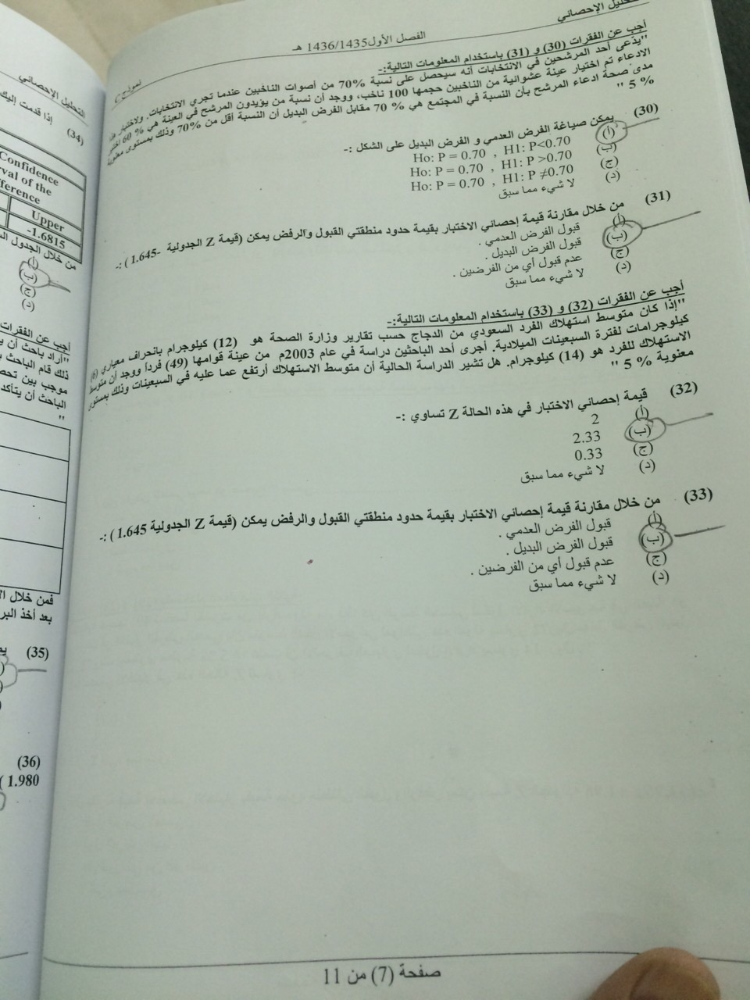 التحليل الإحصائي
الفصل الأول1436/1435 هـ
نموذج C
أجب عن الفقرات (30) و (31) باستخدام المعلومات التالية:-
"يدعى أحد المرشحين في الانتخابات أنه سيحصل على نسبة %70 من أصوات الناخبين عندما تجري الانتخابات. ولاختبار هذا
الادعاء تم اختيار عينة عشوائية من الناخبين حجمها 100 ناخب، ووجد أن نسبة من يؤيدون المرشح في العينة هي % 60 اختبر
مدى صحة ادعاء المرشح بأن النسبة في المجتمع هي % 70 مقابل الفرض البديل أن النسبة أقل من %70 وذلك بمستوى معنوية
% 5 "
(30) يمكن صياغة الفرض العدمي و الفرض البديل على الشكل :-
(أ) Ho: P = 0.70 , H1: P<0.70
(ب) Ho: P = 0.70 , H1: P >0.70
(ج) Ho: P = 0.70 , H1: P ≠0.70
(د) لا شيء مما سبق
(31) من خلال مقارنة قيمة إحصائي الاختبار بقيمة حدود منطقتي القبول والرفض يمكن (قيمة Z الجدولية -1.645 ) :-
(أ) قبول الفرض العدمي .
(ب) قبول الفرض البديل .
(ج) عدم قبول أي من الفرضين .
(د) لا شيء مما سبق
أجب عن الفقرات (32) و (33) باستخدام المعلومات التالية:-
"إذا كان متوسط استهلاك الفرد السعودي من الدجاج حسب تقارير وزارة الصحة هو (12) كيلوجرام بانحراف معياري (6)
كيلوجرامات لفترة السبعينات الميلادية. أجرى أحد الباحثين دراسة في عام 2003م من عينة قوامها (49) فرداً ووجد أن متوسط
الاستهلاك للفرد هو (14) كيلوجرام. هل تشير الدراسة الحالية أن متوسط الاستهلاك أرتفع عما عليه في السبعينات وذلك بمستوى
معنوية % 5 "
(32) قيمة إحصائي الاختبار في هذه الحالة Z تساوي :-
(أ) 2
(ب) 2.33
(ج) 0.33
(د) لا شيء مما سبق
(33) من خلال مقارنة قيمة إحصائي الاختبار بقيمة حدود منطقتي القبول والرفض يمكن (قيمة Z الجدولية 1.645 ) :-
(أ) قبول الفرض العدمي .
(ب) قبول الفرض البديل .
(ج) عدم قبول أي من الفرضين .
(د) لا شيء مما سبق
صفحة (7) من 11
التحليل الإحصائي
(34) إذا قدمت إليك
Confidence
of the
Upper
-1.6815
من خلال الجدول
(أ)
(ب)
(ج)
(د)
أجب عن الفقرات
"أراد باحث أن
ذلك قام الباحث
موجب بين
الباحث أن يتأكد
"
فمن خلال
بعد أخذ
(35)
(36)
1.980